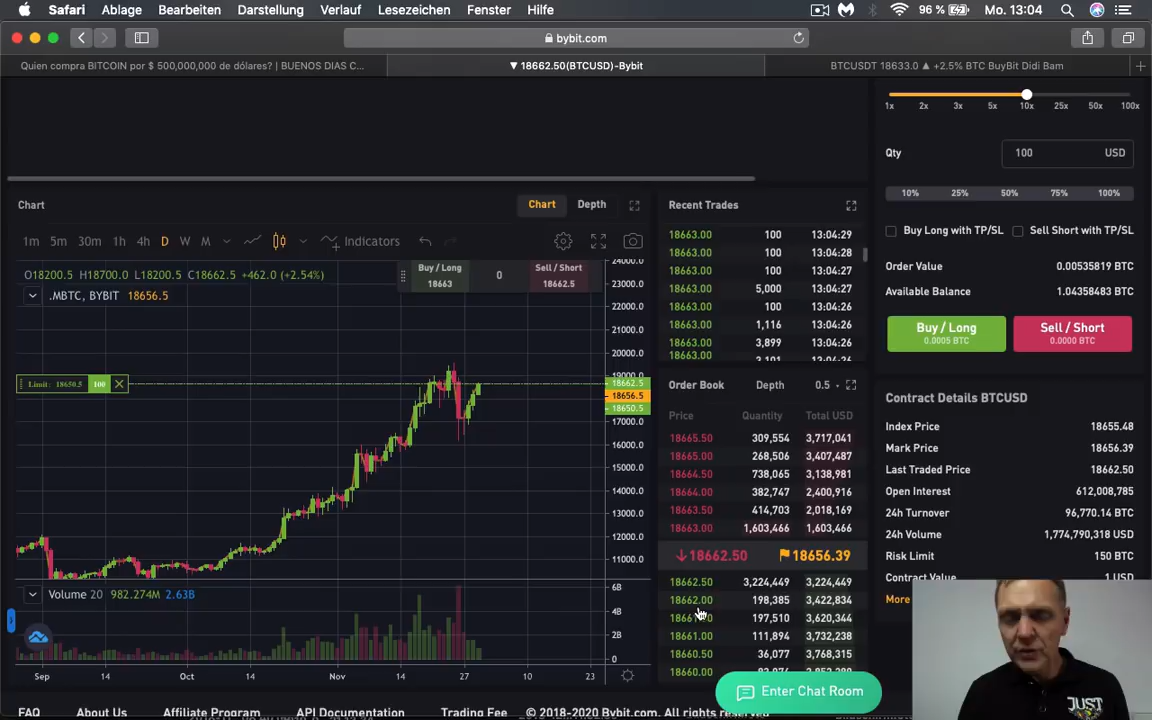 Safari Ablage Bearbeiten Darstellung Verlauf Lesezeichen Fenster Hilfe 96 % Mo. 13:04
bybit.com
Quien compra BITCOIN por $ 500,000,000 de dólares? | BUENOS DIAS C...
▼ 18662.50(BTCUSD)-Bybit
BTCUSDT 18633.0 ▲ +2.5% BTC BuyBit Didi Bam
1x 2x 3x 5x 10x 25x 50x 100x
Qty 100 USD
10% 25% 50% 75% 100%
Buy Long with TP/SL Sell Short with TP/SL
Order Value 0.00535819 BTC
Available Balance 1.04358483 BTC
Buy / Long
0.0005 BTC
Sell / Short
0.0000 BTC
Contract Details BTCUSD
Index Price 18655.48
Mark Price 18656.39
Last Traded Price 18662.50
Open Interest 612,008,785
24h Turnover 96,770.14 BTC
24h Volume 1,774,790,318 USD
Risk Limit 150 BTC
Contract Value 1 USD
More
Chart Chart Depth
1m 5m 30m 1h 4h D W M Indicators
O18200.5 H18700.0 L18200.5 C18662.5 +462.0 (+2.54%)
Buy / Long
18663
0
Sell / Short
18662.5
.MBTC, BYBIT 18656.5
Limit: 18650.5 100
24000.0
23000.0
22000.0
21000.0
20000.0
19000.0
18662.5
18656.5
18650.5
17000.0
16000.0
15000.0
14000.0
13000.0
12000.0
11000.0
Volume 20 982.274M 2.63B
6B
4B
2B
0
Sep 14 Oct 14 Nov 14 27 10 23
Recent Trades
18663.00 100 13:04:29
18663.00 100 13:04:28
18663.00 100 13:04:27
18663.00 5,000 13:04:27
18663.00 100 13:04:26
18663.00 1,116 13:04:26
18663.00 3,899 13:04:26
18663.00
Order Book Depth 0.5
Price Quantity Total USD
18665.50 309,554 3,717,041
18665.00 268,506 3,407,487
18664.50 738,065 3,138,981
18664.00 382,747 2,400,916
18663.50 414,703 2,018,169
18663.00 1,603,466 1,603,466
18662.50 18656.39
18662.50 3,224,449 3,224,449
18662.00 198,385 3,422,834
197,510 3,620,344
18661.00 111,894 3,732,238
18660.50 36,077 3,768,315
18660.00
Enter Chat Room
FAQ About Us Affiliate Program API Documentation Trading Fee © 2018-2020 Bybit.com. All rights reserved.
JUST